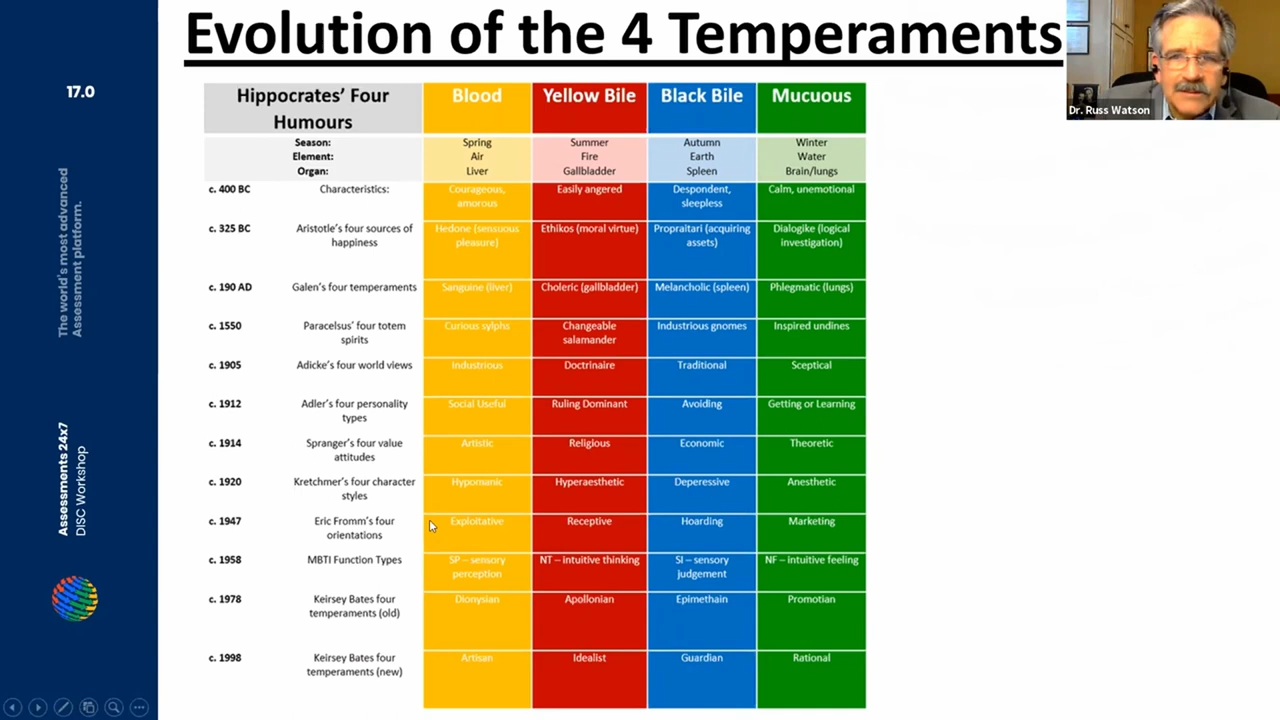 Evolution of the 4 Temperaments
17.0
The world's most advanced
Assessment platform.
Assessments 24x7
DISC Workshop
Dr. Russ Watson
Hippocrates' Four
Humours
Blood
Yellow Bile
Black Bile
Mucuous
Season:
Element:
Organ:
Spring
Air
Liver
Summer
Fire
Gallbladder
Autumn
Earth
Spleen
Winter
Water
Brain/lungs
c. 400 BC
Characteristics:
Courageous,
amorous
Easily angered
Despondent,
sleepless
Calm, unemotional
c. 325 BC
Aristotle's four sources of
happiness
Hedone (sensuous
pleasure)
Ethikos (moral virtue)
Propraitari (acquiring
assets)
Dialogike (logical
investigation)
c. 190 AD
Galen's four temperaments
Sanguine (liver)
Choleric (gallbladder)
Melancholic (spleen)
Phlegmatic (lungs)
c. 1550
Paracelsus' four totem
spirits
Curious sylphs
Changeable
salamander
Industrious gnomes
Inspired undines
c. 1905
Adicke's four world views
Industrious
Doctrinaire
Traditional
Sceptical
c. 1912
Adler's four personality
types
Social Useful
Ruling Dominant
Avoiding
Getting or Learning
c. 1914
Spranger's four value
attitudes
Artistic
Religious
Economic
Theoretic
c. 1920
Kretchmer's four character
styles
Hypomanic
Hyperaesthetic
Deperessive
Anesthetic
c. 1947
Eric Fromm's four
orientations
Exploitative
Receptive
Hoarding
Marketing
c. 1958
MBTI Function Types
SP – sensory
perception
NT – intuitive thinking
SI – sensory
judgement
NF – intuitive feeling
c. 1978
Keirsey Bates four
temperaments (old)
Dionysian
Apollonian
Epimethain
Promotian
c. 1998
Keirsey Bates four
temperaments (new)
Artisan
Idealist
Guardian
Rational